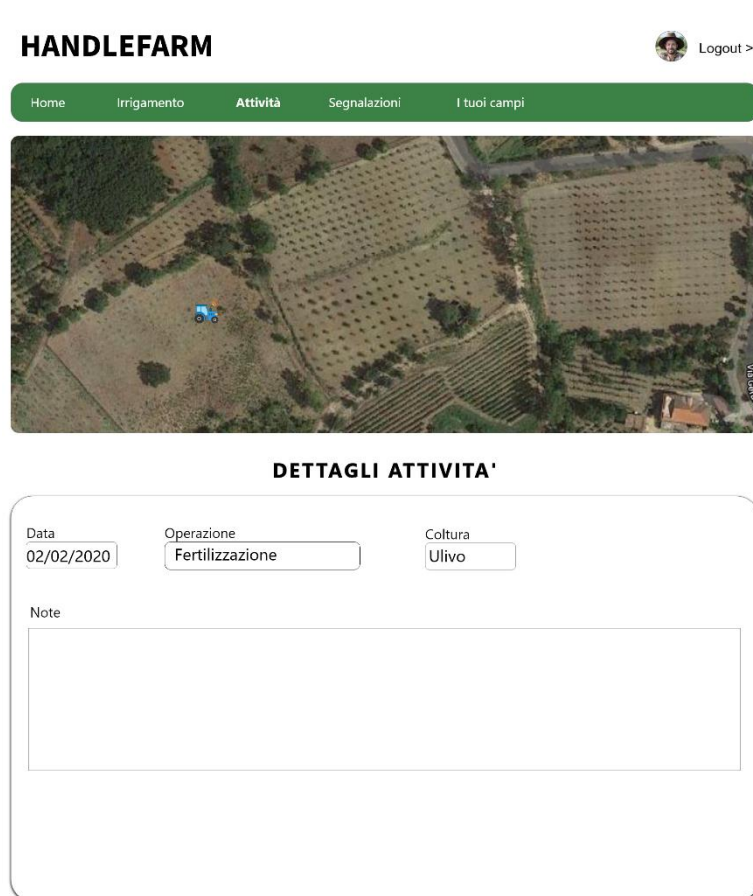 HANDLEFARM
Logout >
Home Irrigamento Attività Segnalazioni I tuoi campi
DETTAGLI ATTIVITA'
Data Operazione Coltura
02/02/2020 Fertilizzazione Ulivo
Note